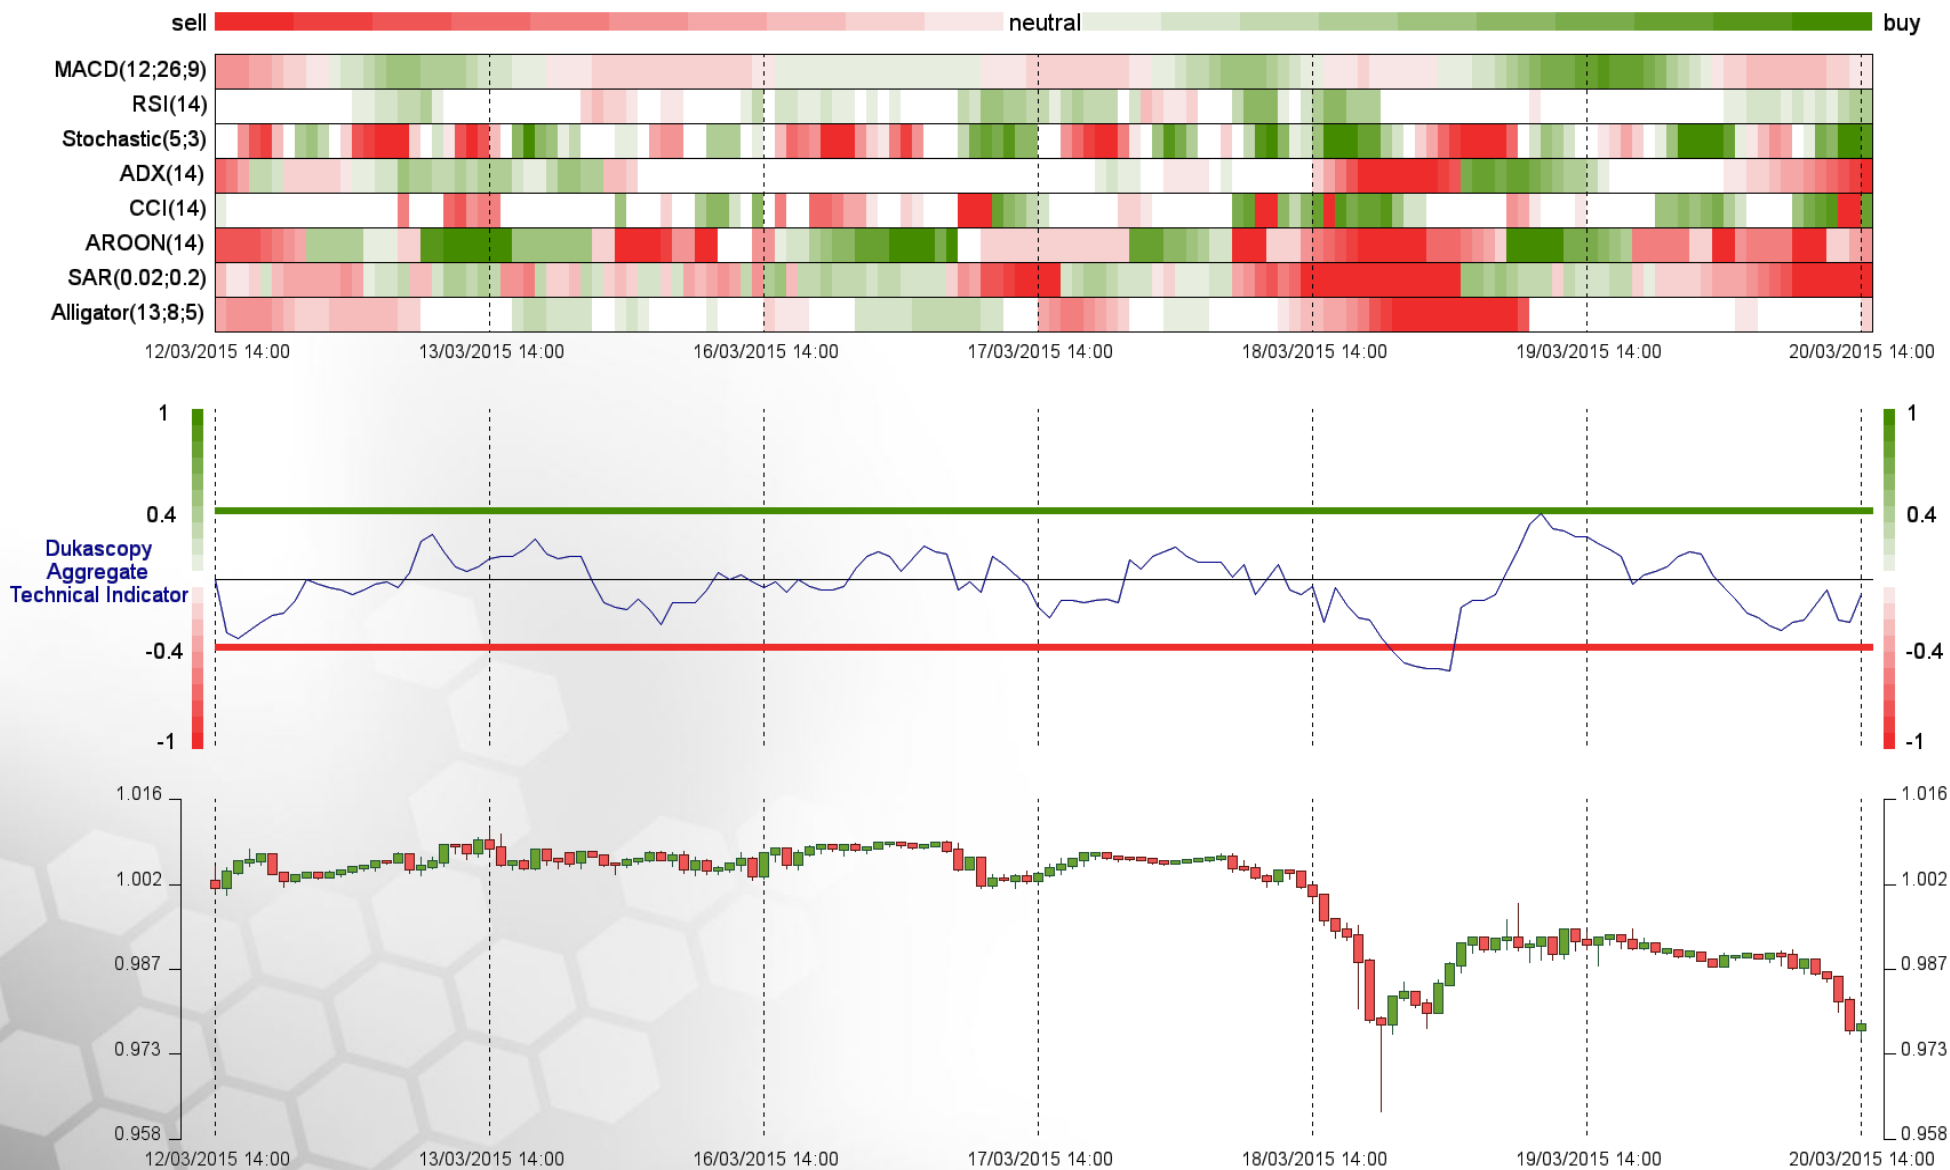 sell neutral buy
MACD(12;26;9)
RSI(14)
Stochastic(5;3)
ADX(14)
CCI(14)
AROON(14)
SAR(0.02;0.2)
Alligator(13;8;5)
12/03/2015 14:00 13/03/2015 14:00 16/03/2015 14:00 17/03/2015 14:00 18/03/2015 14:00 19/03/2015 14:00 20/03/2015 14:00
1 1
0.4 0.4
Dukascopy
Aggregate
Technical Indicator
-0.4 -0.4
-1 -1
1.016 1.016
1.002 1.002
0.987 0.987
0.973 0.973
0.958 0.958
12/03/2015 14:00 13/03/2015 14:00 16/03/2015 14:00 17/03/2015 14:00 18/03/2015 14:00 19/03/2015 14:00 20/03/2015 14:00